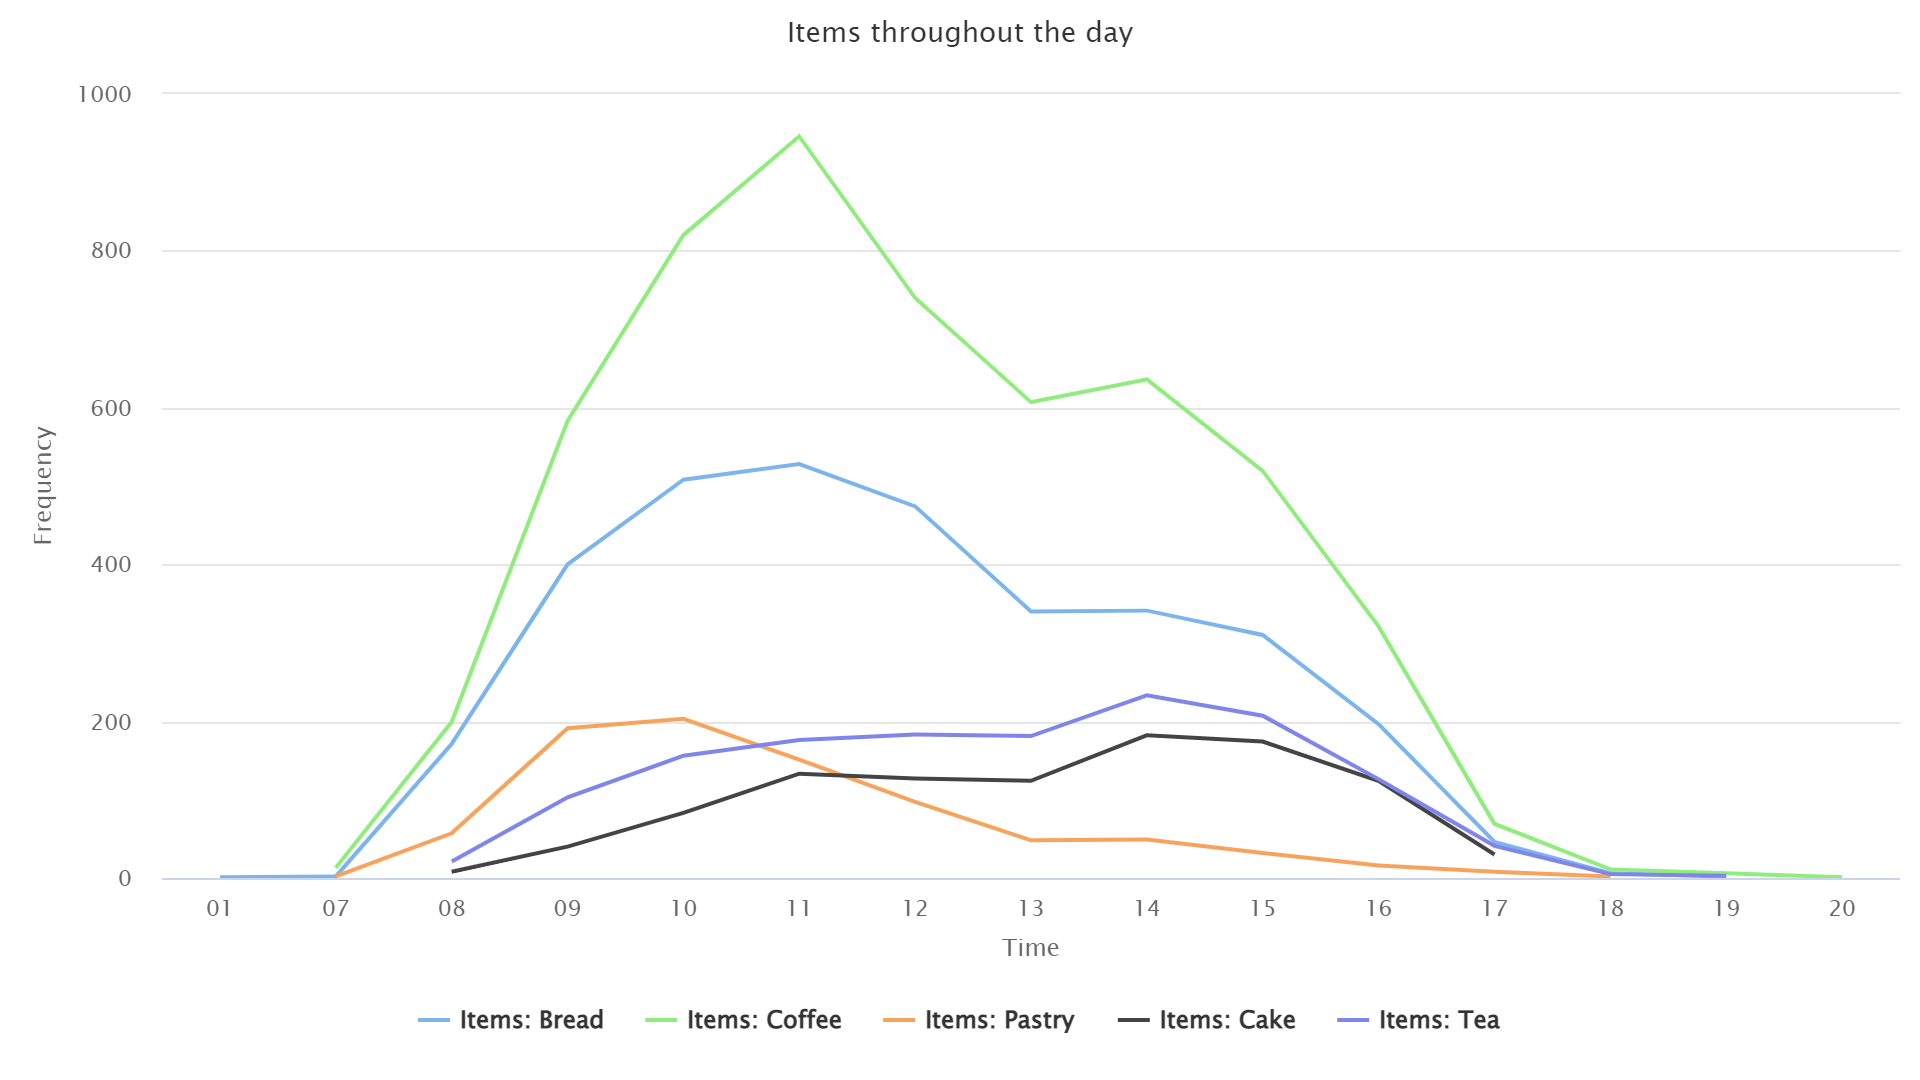 Items throughout the day
1000
800
600
400
200
0
Frequency
01 07 08 09 10 11 12 13 14 15 16 17 18 19 20
Time
Items: Bread Items: Coffee Items: Pastry Items: Cake Items: Tea